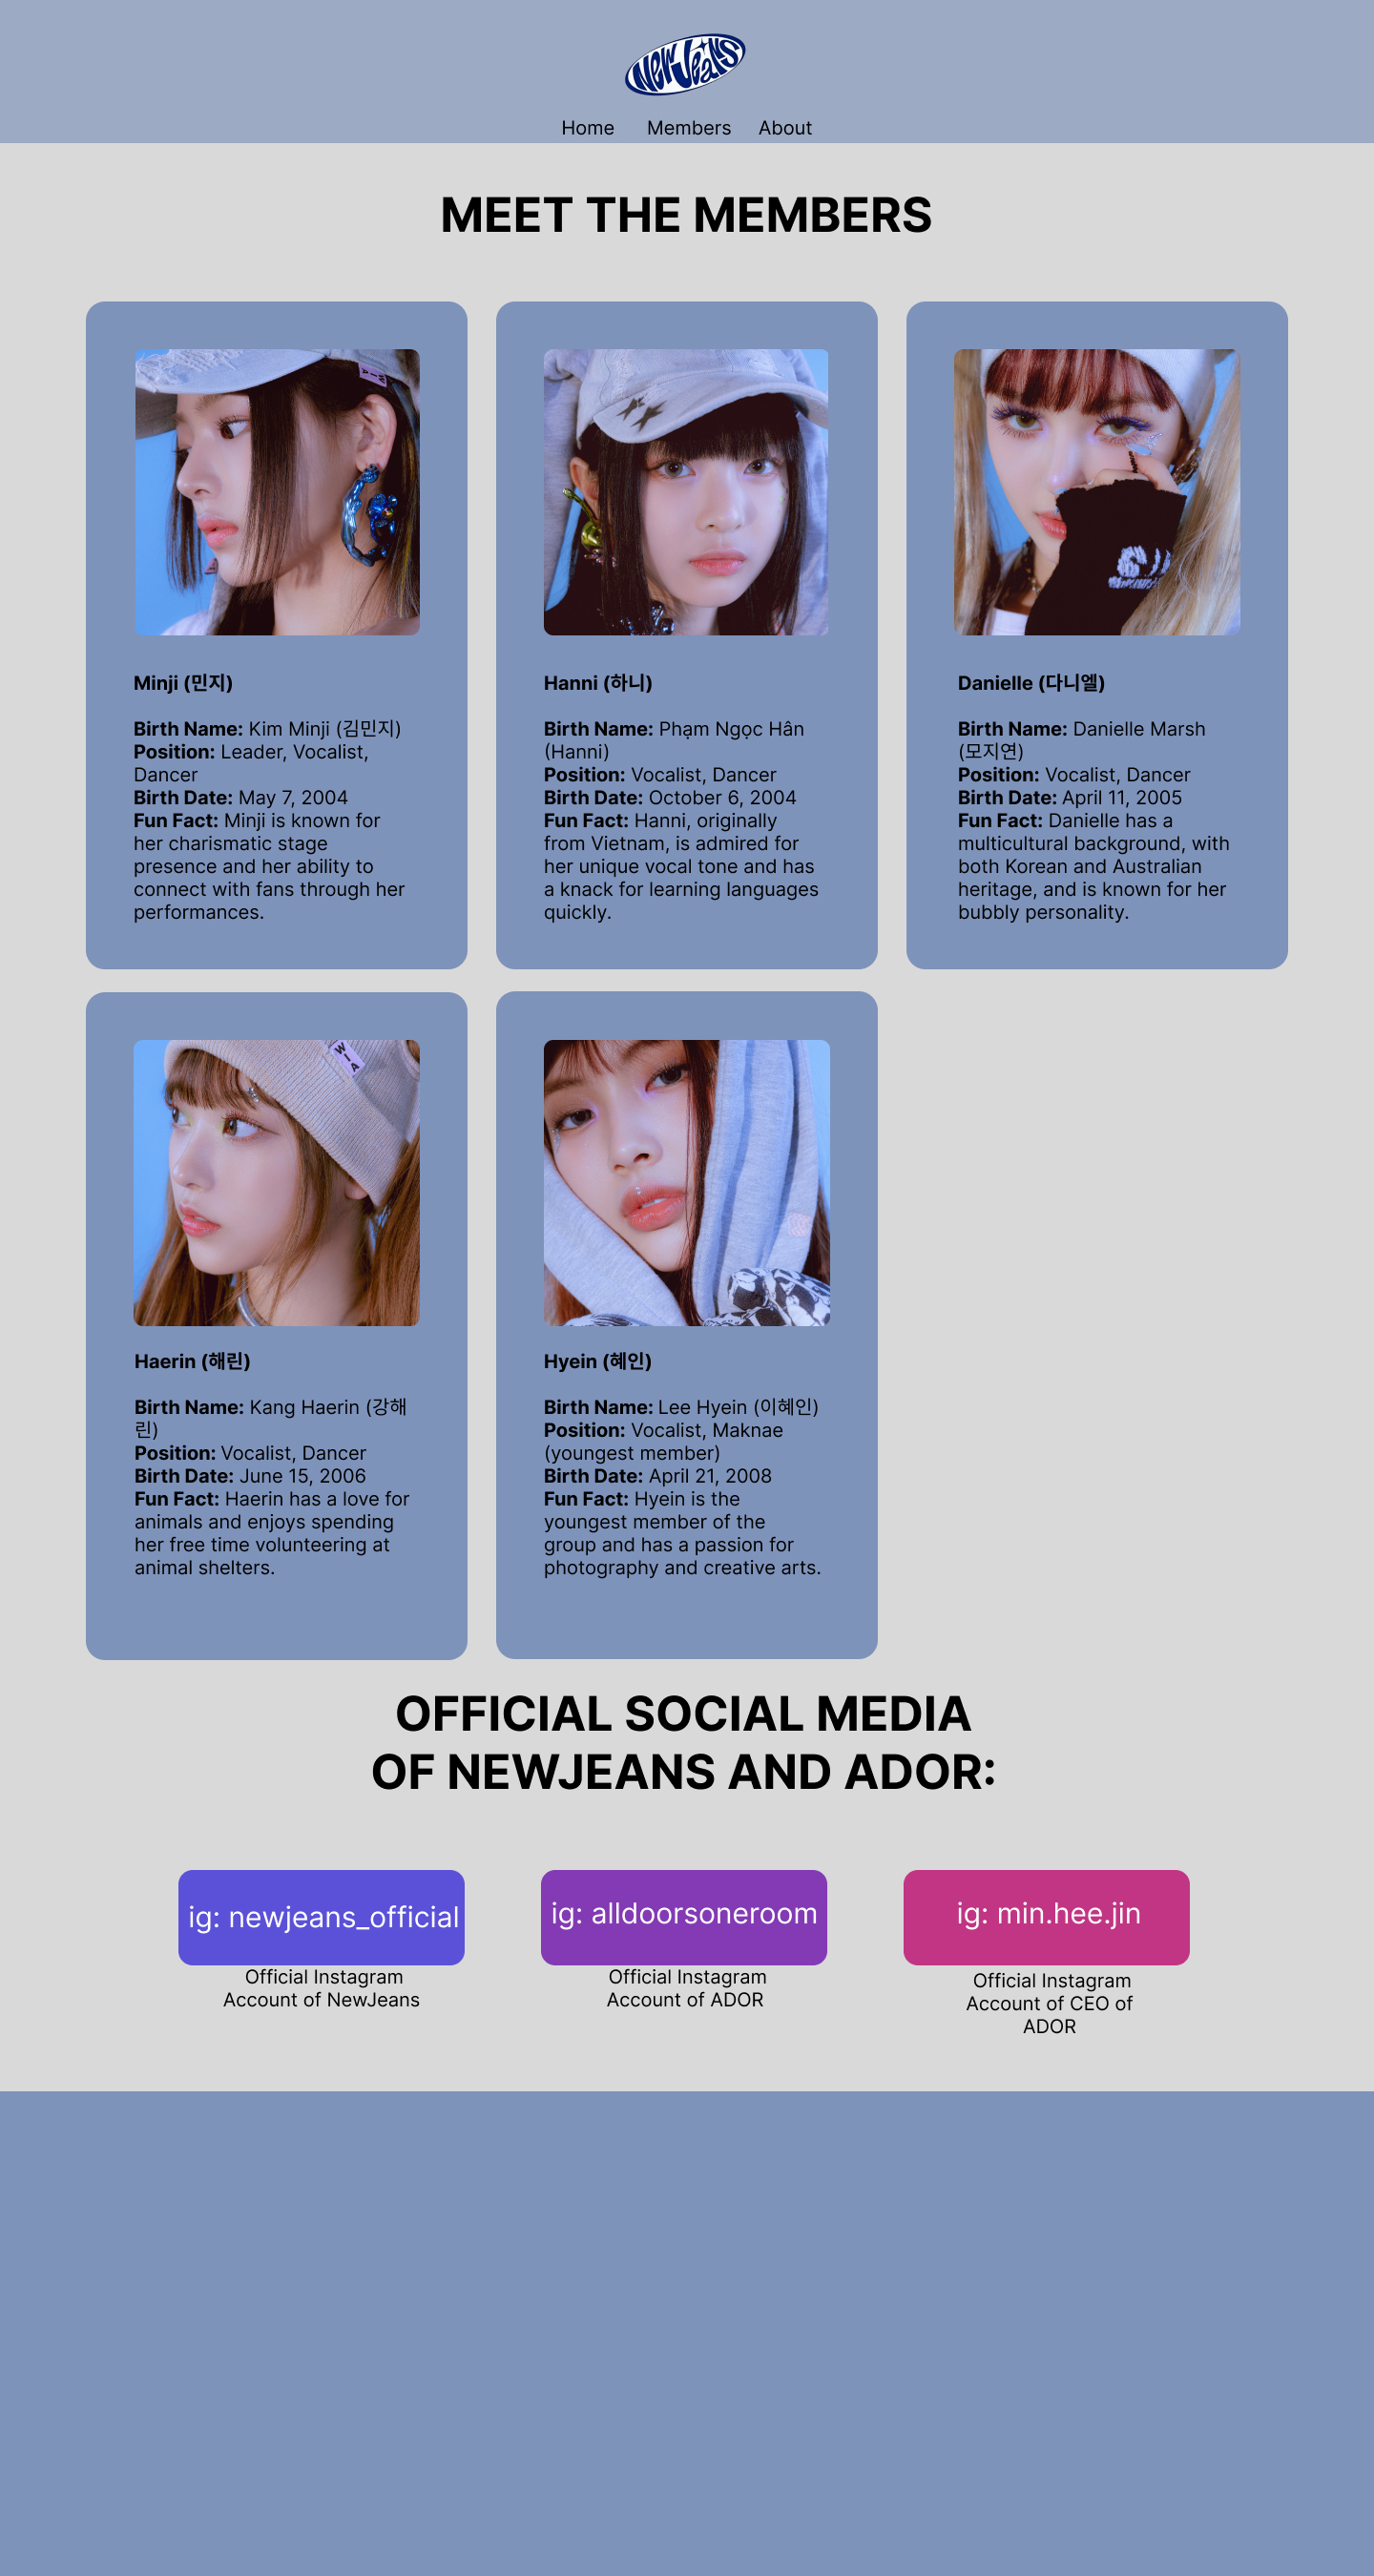 NewJeans
Home Members About
MEET THE MEMBERS
WIA
Minji (민지)
Birth Name: Kim Minji (김민지)
Position: Leader, Vocalist,
Dancer
Birth Date: May 7, 2004
Fun Fact: Minji is known for
her charismatic stage
presence and her ability to
connect with fans through her
performances.
Hanni (하니)
Birth Name: Phạm Ngọc Hân
(Hanni)
Position: Vocalist, Dancer
Birth Date: October 6, 2004
Fun Fact: Hanni, originally
from Vietnam, is admired for
her unique vocal tone and has
a knack for learning languages
quickly.
Danielle (다니엘)
Birth Name: Danielle Marsh
(모지연)
Position: Vocalist, Dancer
Birth Date: April 11, 2005
Fun Fact: Danielle has a
multicultural background, with
both Korean and Australian
heritage, and is known for her
bubbly personality.
WIA
Haerin (해린)
Birth Name: Kang Haerin (강해
린)
Position: Vocalist, Dancer
Birth Date: June 15, 2006
Fun Fact: Haerin has a love for
animals and enjoys spending
her free time volunteering at
animal shelters.
Hyein (혜인)
Birth Name: Lee Hyein (이혜인)
Position: Vocalist, Maknae
(youngest member)
Birth Date: April 21, 2008
Fun Fact: Hyein is the
youngest member of the
group and has a passion for
photography and creative arts.
OFFICIAL SOCIAL MEDIA
OF NEWJEANS AND ADOR:
ig: newjeans_official
Official Instagram
Account of NewJeans
ig: alldoorsoneroom
Official Instagram
Account of ADOR
ig: min.hee.jin
Official Instagram
Account of CEO of
ADOR